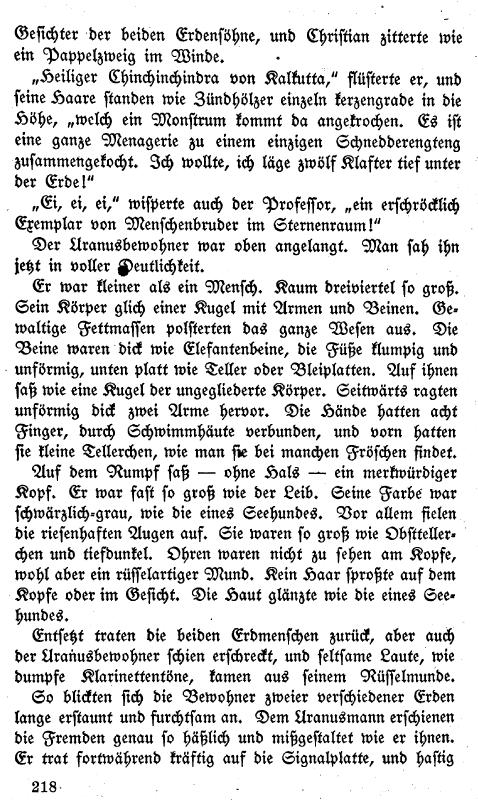 Gesichter der beiden Erdensöhne, und Christian zitterte wie
ein Pappelzweig im Winde.
„Heiliger Chinchinchindra von Kalkutta,“ flüsterte er, und
seine Haare standen wie Zündhölzer einzeln kerzengrade in die
Höhe, „welch ein Monstrum kommt da angekrochen. Es ist
eine ganze Menagerie zu einem einzigen Schnedderengteng
zusammengekocht. Ich wollte, ich läge zwölf Klafter tief unter
der Erde!“
„Ei, ei, ei,“ wisperte auch der Professor, „ein erschröcklich
Exemplar von Menschenbruder im Sternenraum!“
Der Uranusbewohner war oben angelangt. Man sah ihn
jetzt in voller Deutlichkeit.
Er war kleiner als ein Mensch. Kaum dreiviertel so groß.
Sein Körper glich einer Kugel mit Armen und Beinen. Ge-
waltige Fettmassen polsterten das ganze Wesen aus. Die
Beine waren dick wie Elefantenbeine, die Füße klumpig und
unförmig, unten platt wie Teller oder Bleiplatten. Auf ihnen
saß wie eine Kugel der ungegliederte Körper. Seitwärts ragten
unförmig dick zwei Arme hervor. Die Hände hatten acht
Finger, durch Schwimmhäute verbunden, und vorn hatten
sie kleine Tellerchen, wie man sie bei manchen Fröschen findet.
Auf dem Rumpf saß — ohne Hals — ein merkwürdiger
Kopf. Er war fast so groß wie der Leib. Seine Farbe war
schwärzlich-grau, wie die eines Seehundes. Vor allem fielen
die riesenhaften Augen auf. Sie waren so groß wie Obstteller-
chen und tiefdunkel. Ohren waren nicht zu sehen am Kopfe,
wohl aber ein rüsselartiger Mund. Kein Haar sproßte auf dem
Kopfe oder im Gesicht. Die Haut glänzte wie die eines See-
hundes.
Entsetzt traten die beiden Erdmenschen zurück, aber auch
der Uranusbewohner schien erschreckt, und seltsame Laute, wie
dumpfe Klarinettentöne, kamen aus seinem Rüsselmunde.
So blickten sich die Bewohner zweier verschiedener Erden
lange erstaunt und furchtsam an. Dem Uranusmann erschienen
die Fremden genau so häßlich und mißgestaltet wie er ihnen.
Er trat fortwährend kräftig auf die Signalplatte, und hastig
218